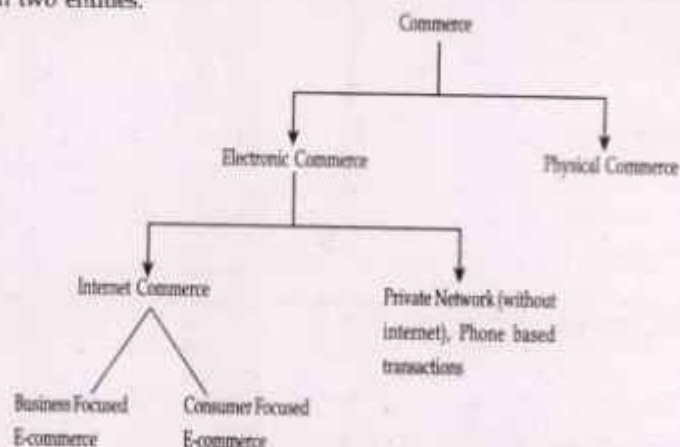 two entities.
Commerce
Electronic Commerce
Physical Commerce
Internet Commerce
Private Network (without
internet), Phone based
transactions
Business Focused
E-commerce
Consumer Focused
E-commerce